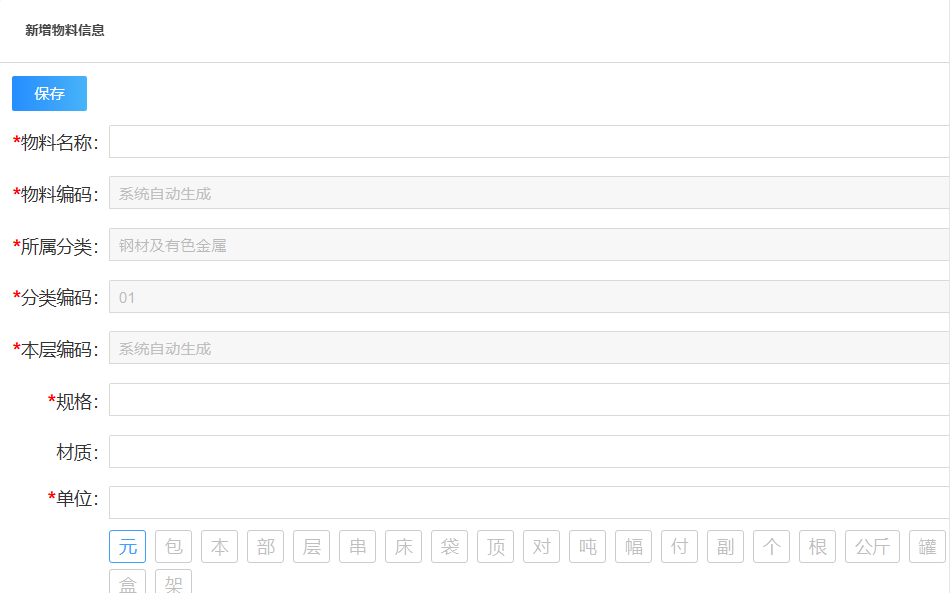 新增物料信息
保存
*物料名称:
*物料编码: 系统自动生成
*所属分类: 钢材及有色金属
*分类编码: 01
*本层编码: 系统自动生成
*规格:
材质:
*单位:
元 包 本 部 层 串 床 袋 顶 对 吨 幅 付 副 个 根 公斤 罐
盒 架